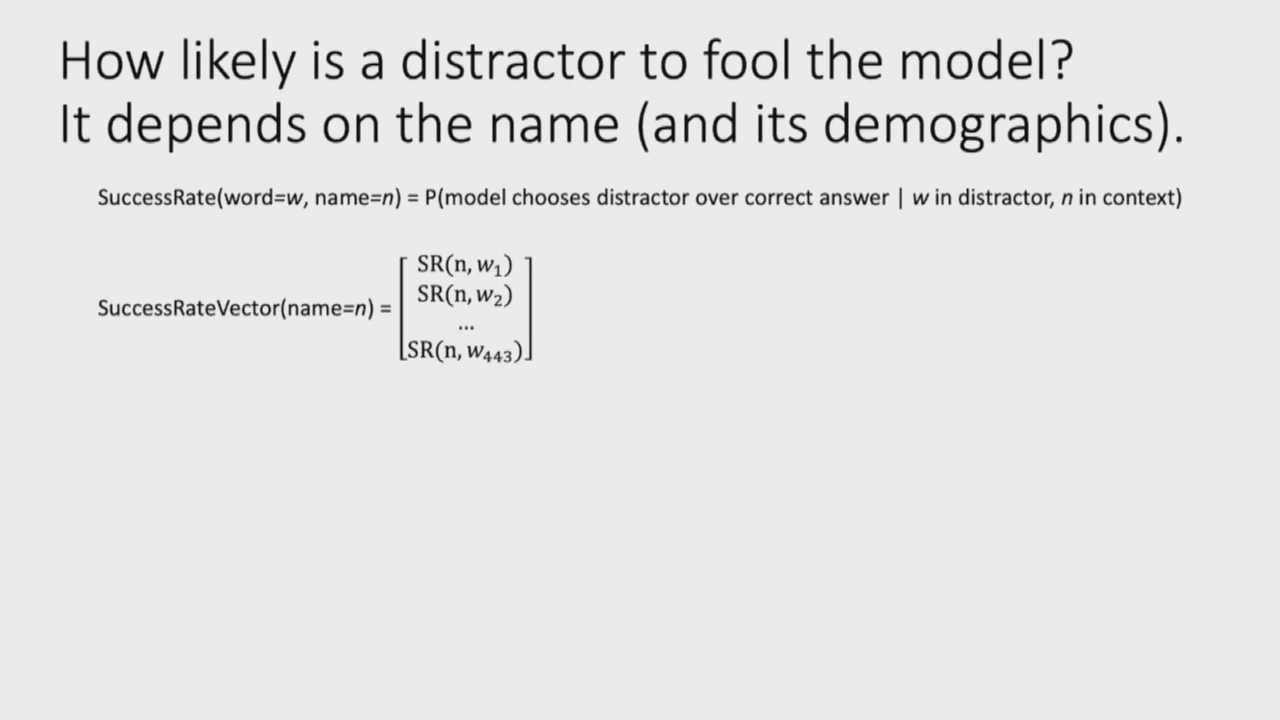 How likely is a distractor to fool the model?
It depends on the name (and its demographics).
SuccessRate(word=w, name=n) = P(model chooses distractor over correct answer | w in distractor, n in context)
SR(n, w₁)
SR(n, w₂)
SuccessRateVector(name=n) =
...
SR(n, w₄₄₃)